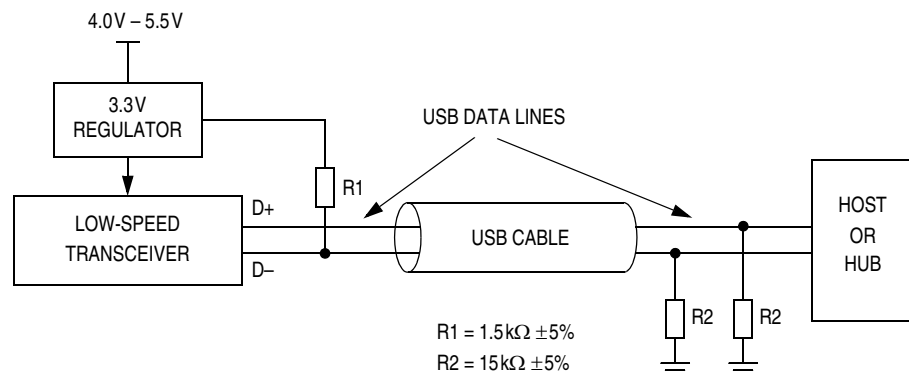 4.0V – 5.5V
3.3V
REGULATOR
USB DATA LINES
R1
D+
LOW-SPEED
TRANSCEIVER
D–
USB CABLE
HOST
OR
HUB
R2
R2
R1 = 1.5kΩ ±5%
R2 = 15kΩ ±5%